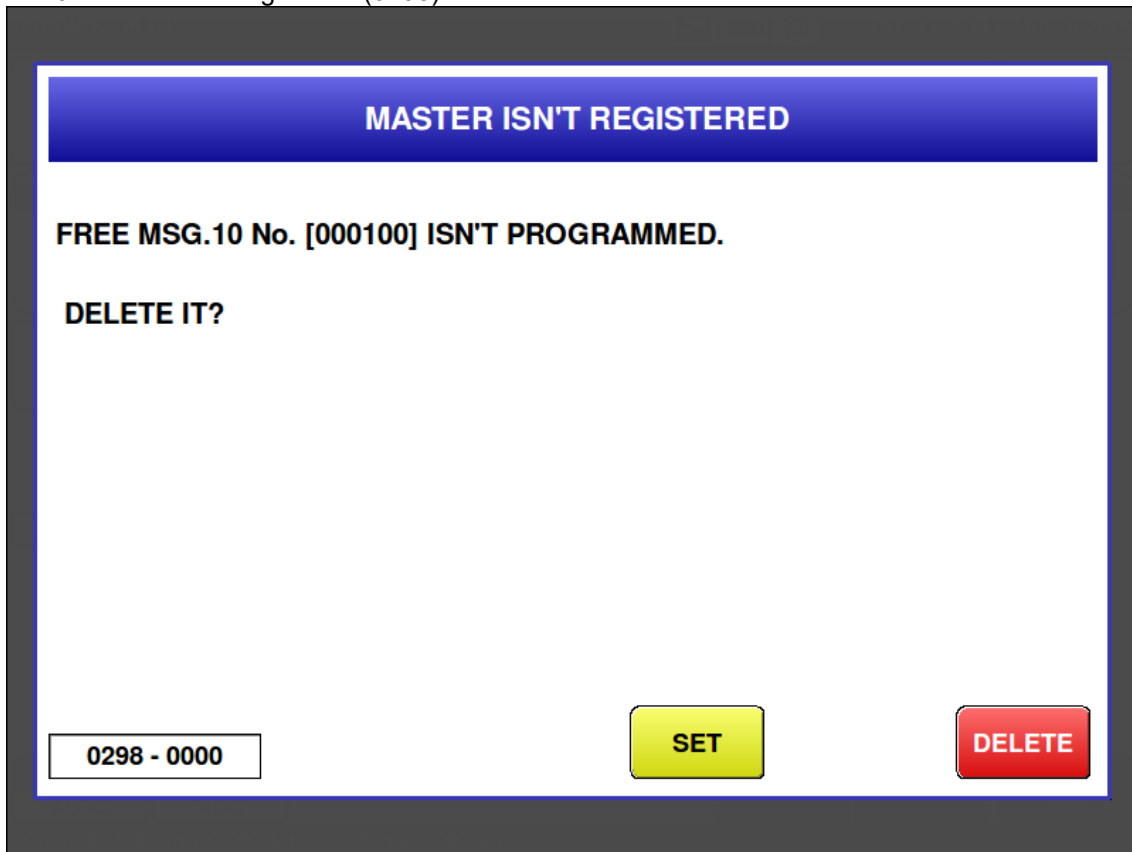 MASTER ISN'T REGISTERED
FREE MSG.10 No. [000100] ISN'T PROGRAMMED.
DELETE IT?
0298 - 0000
SET
DELETE